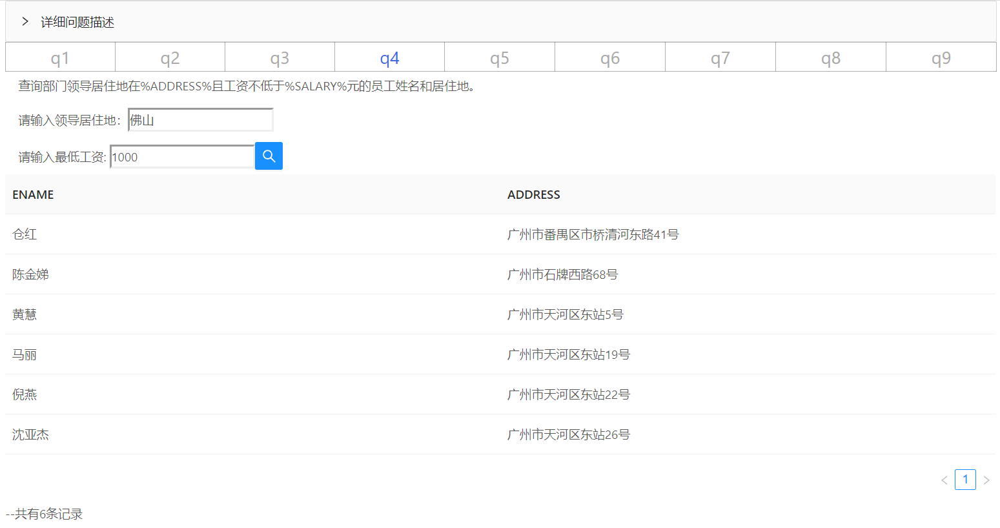 详细问题描述
q1 q2 q3 q4 q5 q6 q7 q8 q9
查询部门领导居住地在%ADDRESS%且工资不低于%SALARY%元的员工姓名和居住地。
请输入领导居住地：佛山
请输入最低工资: 1000
ENAME ADDRESS
仓红 广州市番禺区市桥清河东路41号
陈金娣 广州市石牌西路68号
黄慧 广州市天河区东站5号
马丽 广州市天河区东站19号
倪燕 广州市天河区东站22号
沈亚杰 广州市天河区东站26号
1
--共有6条记录